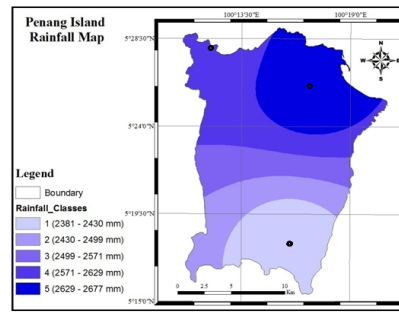 Penang Island
Rainfall Map
100°13'30"E
100°19'0"E
5°28'30"N
5°24'0"N
5°19'30"N
5°15'0"N
N
W
E
S
Legend
Boundary
Rainfall_Classes
1 (2381 - 2430 mm)
2 (2430 - 2499 mm)
3 (2499 - 2571 mm)
4 (2571 - 2629 mm)
5 (2629 - 2677 mm)
0 2.5 5 10
Km